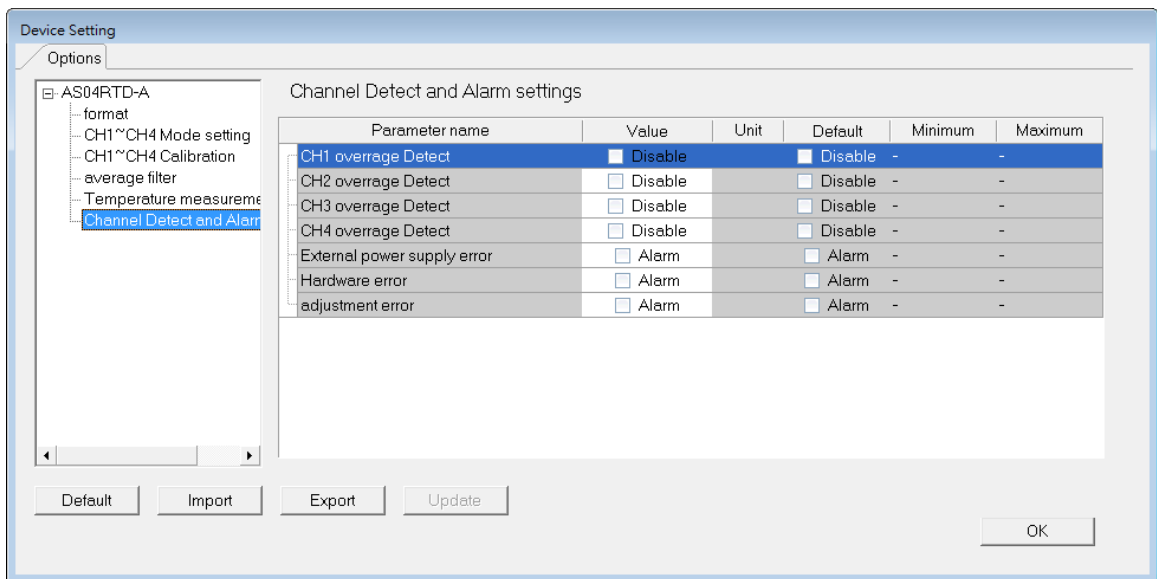 Device Setting
Options
AS04RTD-A
format
CH1~CH4 Mode setting
CH1~CH4 Calibration
average filter
Temperature measureme
Channel Detect and Alarr
Channel Detect and Alarm settings
Parameter name Value Unit Default Minimum Maximum
CH1 overrage Detect Disable Disable - -
CH2 overrage Detect Disable Disable - -
CH3 overrage Detect Disable Disable - -
CH4 overrage Detect Disable Disable - -
External power supply error Alarm Alarm - -
Hardware error Alarm Alarm - -
adjustment error Alarm Alarm - -
Default Import Export Update
OK